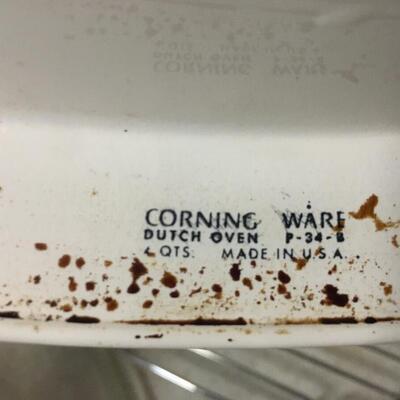 CORNING WARE
DUTCH OVEN P-34-B
4 QTS. MADE IN U.S.A.